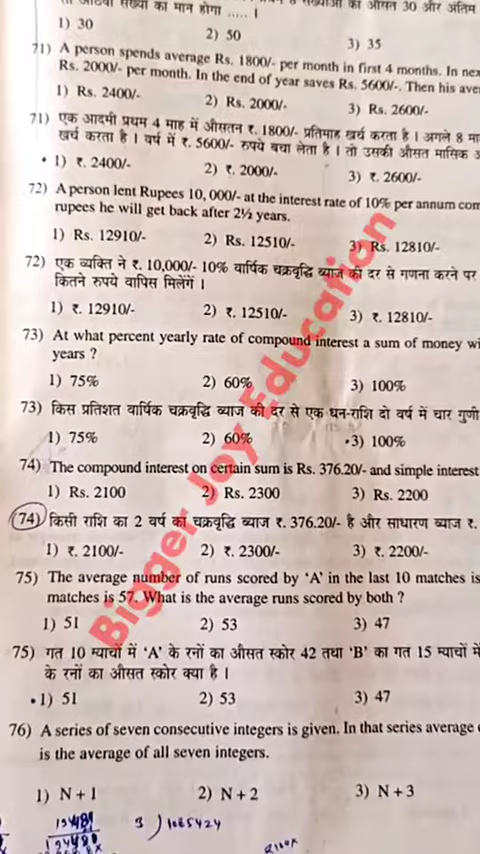 संख्या का मान होगा ..... ।
का औसत 30 और अंतिम
1) 30 2) 50 3) 35
71) A person spends average Rs. 1800/- per month in first 4 months. In nex
Rs. 2000/- per month. In the end of year saves Rs. 5600/-. Then his ave
1) Rs. 2400/- 2) Rs. 2000/- 3) Rs. 2600/-
71) एक आदमी प्रथम 4 माह में औसतन ₹. 1800/- प्रतिमाह खर्च करता है । अगले 8 मा
खर्च करता है । वर्ष में ₹. 5600/- रुपये बचा लेता है । तो उसकी औसत मासिक
1) ₹. 2400/- 2) ₹. 2000/- 3) ₹. 2600/-
72) A person lent Rupees 10, 000/- at the interest rate of 10% per annum com
rupees he will get back after 2½ years.
1) Rs. 12910/- 2) Rs. 12510/- 3) Rs. 12810/-
72) एक व्यक्ति ने ₹. 10,000/- 10% वार्षिक चक्रवृद्धि ब्याज की दर से गणना करने पर
कितने रुपये वापिस मिलेंगें ।
1) ₹. 12910/- 2) ₹. 12510/- 3) ₹. 12810/-
73) At what percent yearly rate of compound interest a sum of money wi
years ?
1) 75% 2) 60% 3) 100%
73) किस प्रतिशत वार्षिक चक्रवृद्धि ब्याज की दर से एक धन-राशि दो वर्ष में चार गुणी
1) 75% 2) 60% 3) 100%
74) The compound interest on certain sum is Rs. 376.20/- and simple interest
1) Rs. 2100 2) Rs. 2300 3) Rs. 2200
74) किसी राशि का 2 वर्ष का चक्रवृद्धि ब्याज ₹. 376.20/- है और साधारण ब्याज ₹.
1) ₹. 2100/- 2) ₹. 2300/- 3) ₹. 2200/-
75) The average number of runs scored by ‘A’ in the last 10 matches is
matches is 57. What is the average runs scored by both ?
1) 51 2) 53 3) 47
75) गत 10 म्याचों में ‘A’ के रनों का औसत स्कोर 42 तथा ‘B’ का गत 15 म्याचों में
के रनों का औसत स्कोर क्या है ।
1) 51 2) 53 3) 47
76) A series of seven consecutive integers is given. In that series average
is the average of all seven integers.
1) N + 1 2) N + 2 3) N + 3
3 ) 1085424
Bigger Joy Education